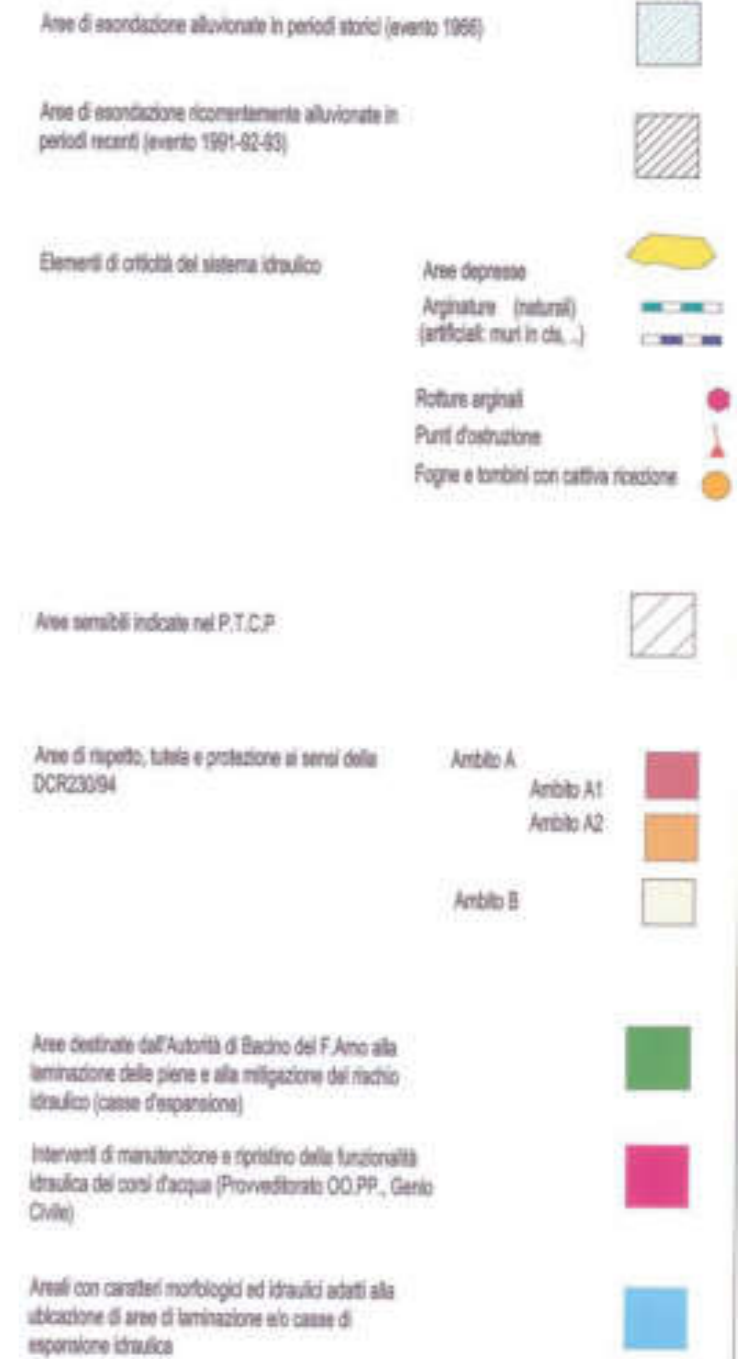 Aree di esondazione alluvionate in periodi storici (evento 1966)
Aree di esondazione ricorrentemente alluvionate in
periodi recenti (evento 1991-92-93)
Elementi di criticità del sistema idraulico
Aree depresse
Arginature (naturali)
(artificiali: muri in cls, ..)
Rotture arginali
Punti d'ostruzione
Fogne e tombini con cattiva ricezione
Aree sensibili indicate nel P.T.C.P
Aree di rispetto, tutela e protezione ai sensi della
DCR230/94
Ambito A
Ambito A1
Ambito A2
Ambito B
Aree destinate dall'Autorità di Bacino del F.Arno alla
laminazione delle piene e alla mitigazione del rischio
idraulico (casse d'espansione)
Interventi di manutenzione e ripristino della funzionalità
idraulica dei corsi d'acqua (Provveditorato OO.PP., Genio
Civile)
Areali con caratteri morfologici ed idraulici adatti alla
ubicazione di aree di laminazione e/o casse di
espansione idraulica